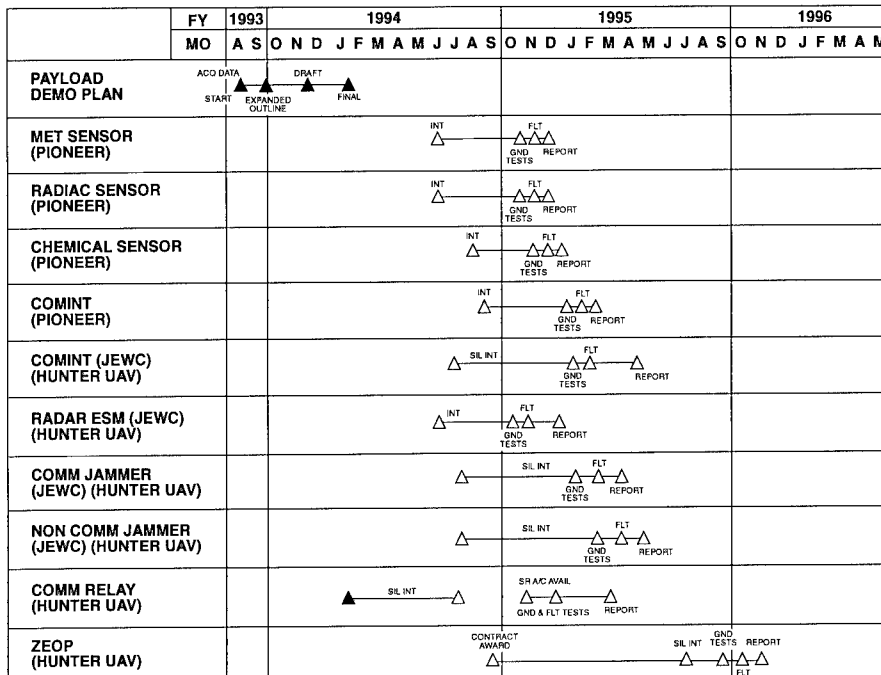 FY 1993 1994 1995 1996
MO A S O N D J F M A M J J A S O N D J F M A M J J A S O N D J F M A M
PAYLOAD
DEMO PLAN
ACQ DATA DRAFT
START EXPANDED
OUTLINE FINAL
MET SENSOR
(PIONEER)
INT FLT
GND
TESTS REPORT
RADIAC SENSOR
(PIONEER)
INT FLT
GND
TESTS REPORT
CHEMICAL SENSOR
(PIONEER)
INT FLT
GND
TESTS REPORT
COMINT
(PIONEER)
INT FLT
GND
TESTS REPORT
COMINT (JEWC)
(HUNTER UAV)
SIL INT FLT
GND
TESTS REPORT
RADAR ESM (JEWC)
(HUNTER UAV)
INT FLT
GND
TESTS REPORT
COMM JAMMER
(JEWC) (HUNTER UAV)
SIL INT FLT
GND
TESTS REPORT
NON COMM JAMMER
(JEWC) (HUNTER UAV)
SIL INT FLT
GND
TESTS REPORT
COMM RELAY
(HUNTER UAV)
SIL INT SR A/C AVAIL
GND & FLT TESTS REPORT
ZEOP
(HUNTER UAV)
CONTRACT
AWARD
SIL INT GND
TESTS REPORT
FLT